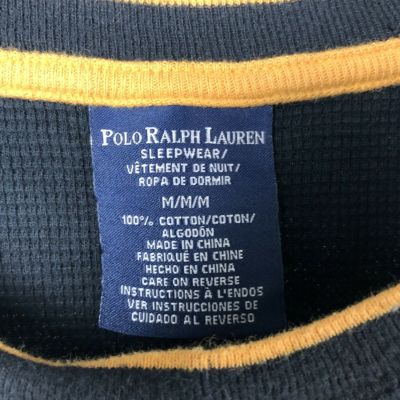 POLO RALPH LAUREN
SLEEPWEAR/
VÊTEMENT DE NUIT/
ROPA DE DORMIR
M/M/M
100% COTTON/COTON/
ALGODÓN
MADE IN CHINA
FABRIQUÉ EN CHINE
HECHO EN CHINA
CARE ON REVERSE
INSTRUCTIONS À L'ENDOS
VER INSTRUCCIONES DE
CUIDADO AL REVERSO